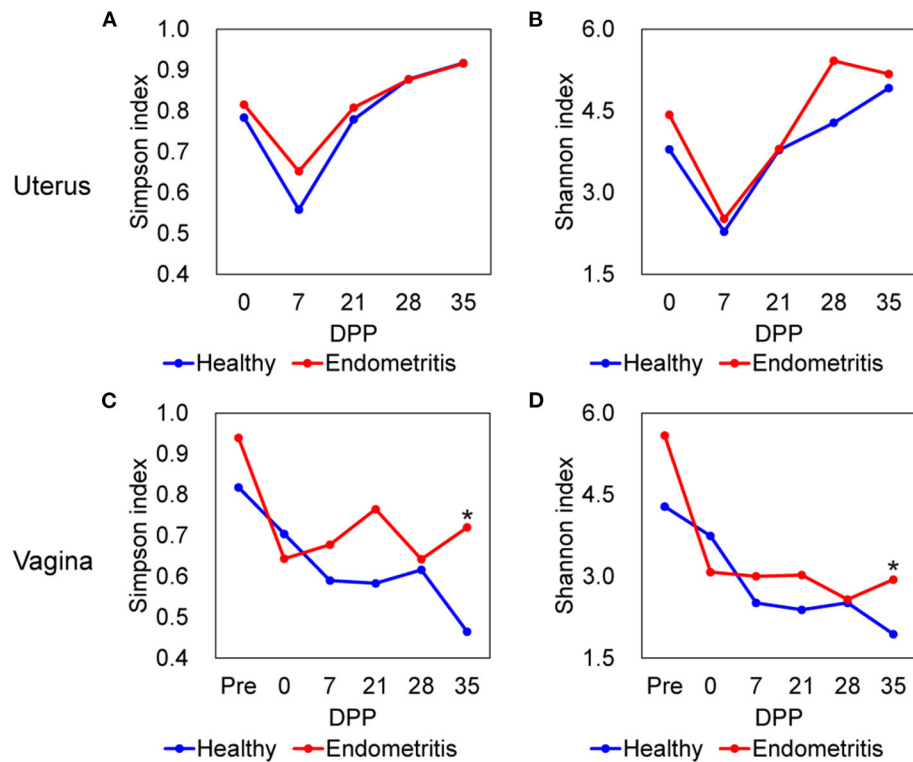 A
B
1.0
0.9
0.8
0.7
0.6
0.5
0.4
Simpson index
0 7 21 28 35
DPP
Healthy Endometritis
6.0
4.5
3.0
1.5
Shannon index
0 7 21 28 35
DPP
Healthy Endometritis
Uterus
C
D
1.0
0.9
0.8
0.7
0.6
0.5
0.4
Simpson index
*
Pre 0 7 21 28 35
DPP
Healthy Endometritis
6.0
4.5
3.0
1.5
Shannon index
*
Pre 0 7 21 28 35
DPP
Healthy Endometritis
Vagina